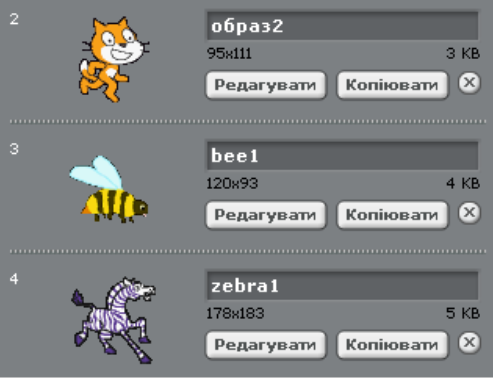 2
образ2
95x111 3 KB
Редагувати Копіювати
3
bee1
120x93 4 KB
Редагувати Копіювати
4
zebra1
178x183 5 KB
Редагувати Копіювати